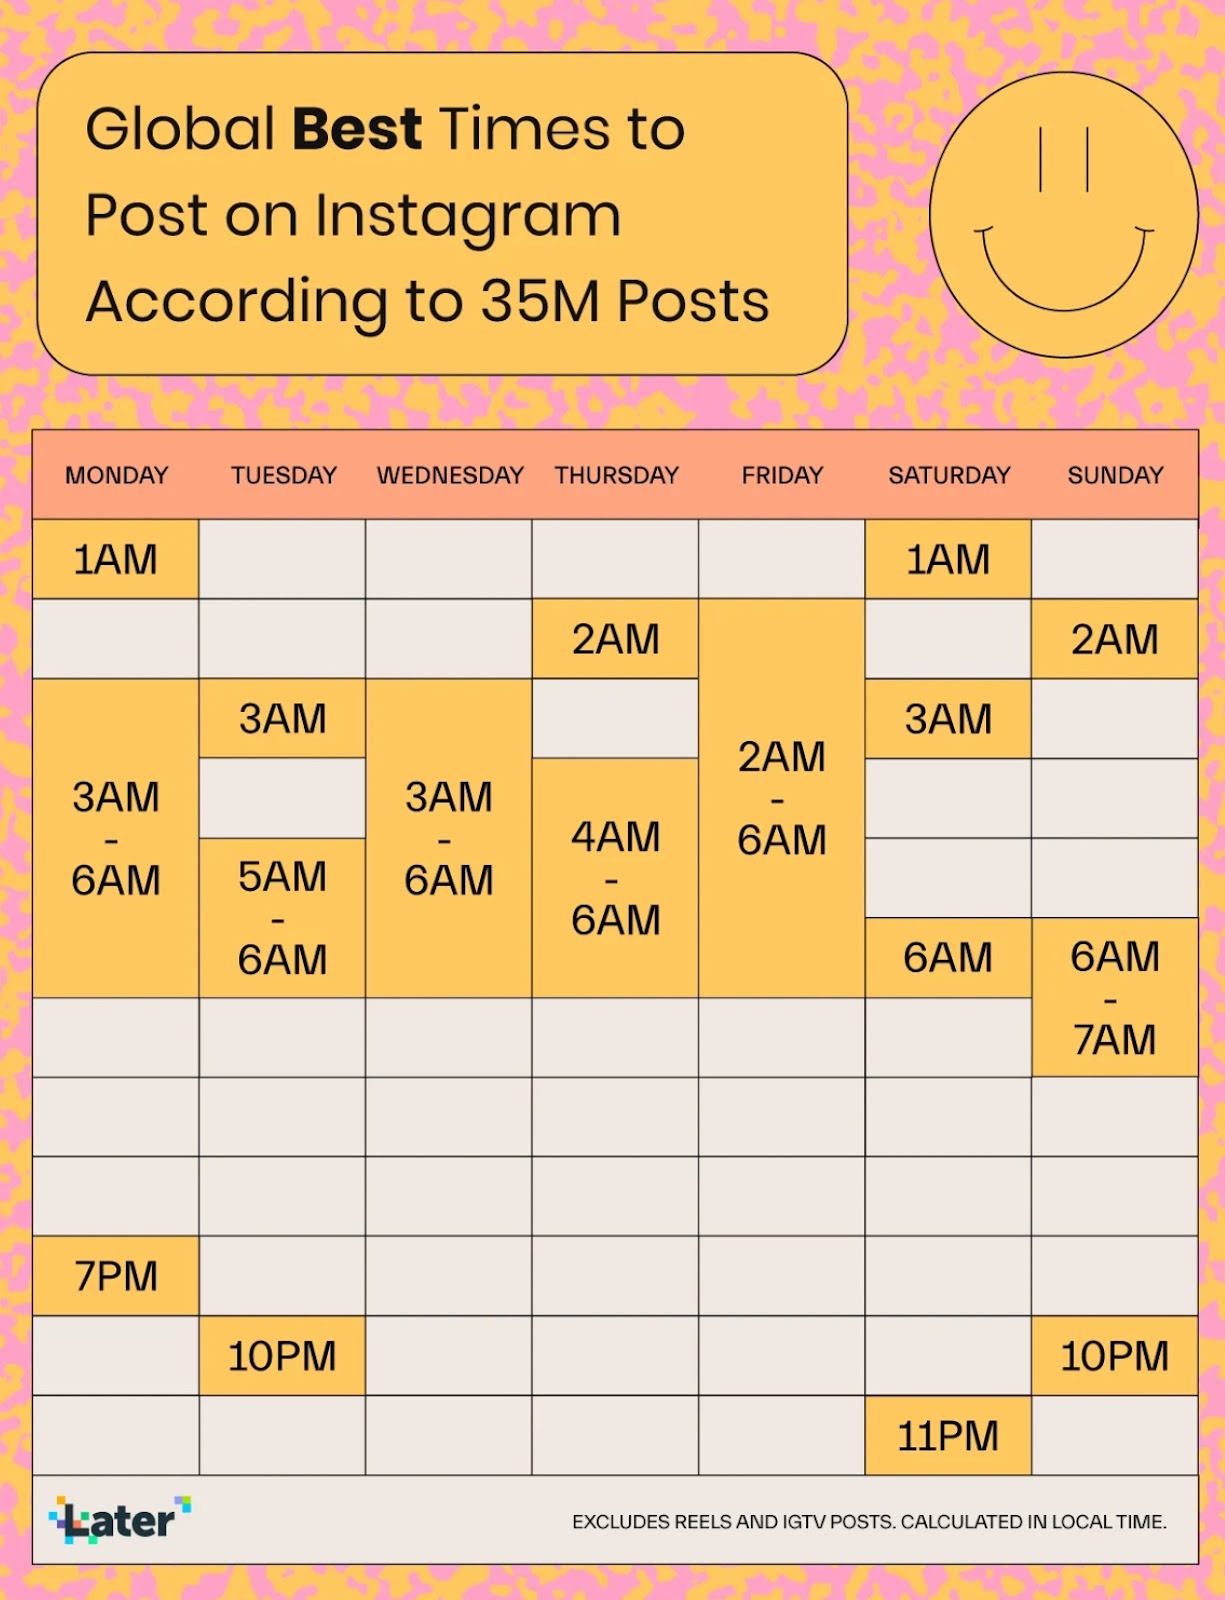 Global Best Times to
Post on Instagram
According to 35M Posts
MONDAY TUESDAY WEDNESDAY THURSDAY FRIDAY SATURDAY SUNDAY
1AM 1AM
2AM 2AM
3AM 3AM
3AM
-
6AM
5AM
-
6AM
3AM
-
6AM
4AM
-
6AM
2AM
-
6AM
6AM
6AM
-
7AM
7PM
10PM 10PM
11PM
Later
EXCLUDES REELS AND IGTV POSTS. CALCULATED IN LOCAL TIME.